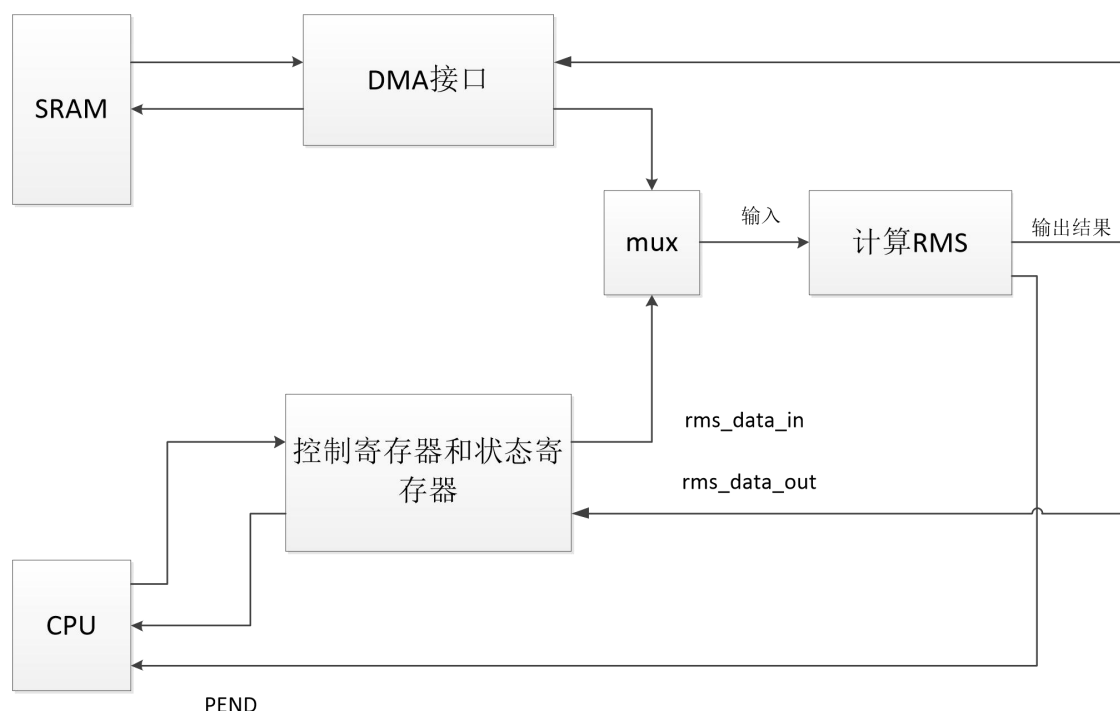 SRAM
DMA接口
mux
输入
计算RMS
输出结果
控制寄存器和状态寄
存器
rms_data_in
rms_data_out
CPU
PEND